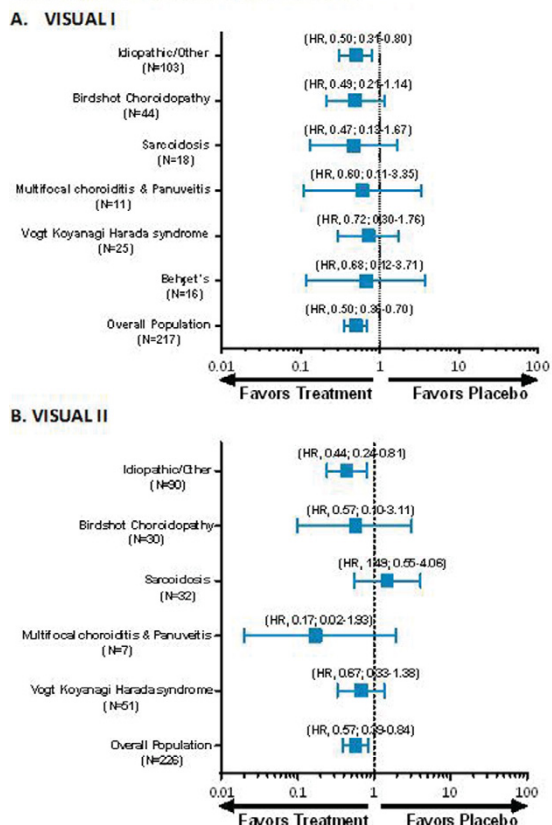 A. VISUAL I
(HR, 0.50; 0.31-0.80)
Idiopathic/Other
(N=103)
(HR, 0.49; 0.21-1.14)
Birdshot Choroidopathy
(N=44)
(HR, 0.47; 0.13-1.67)
Sarcoidosis
(N=18)
(HR, 0.60; 0.11-3.35)
Multifocal choroiditis & Panuveitis
(N=11)
(HR, 0.72; 0.30-1.76)
Vogt Koyanagi Harada syndrome
(N=25)
(HR, 0.68; 0.12-3.71)
Behçet's
(N=16)
(HR, 0.50; 0.36-0.70)
Overall Population
(N=217)
0.01 0.1 1 10 100
Favors Treatment Favors Placebo
B. VISUAL II
(HR, 0.44; 0.24-0.81)
Idiopathic/Other
(N=90)
(HR, 0.57; 0.10-3.11)
Birdshot Choroidopathy
(N=30)
(HR, 1.49; 0.55-4.06)
Sarcoidosis
(N=32)
(HR, 0.17; 0.02-1.93)
Multifocal choroiditis & Panuveitis
(N=7)
(HR, 0.67; 0.33-1.38)
Vogt Koyanagi Harada syndrome
(N=51)
(HR, 0.57; 0.39-0.84)
Overall Population
(N=226)
0.01 0.1 1 10 100
Favors Treatment Favors Placebo